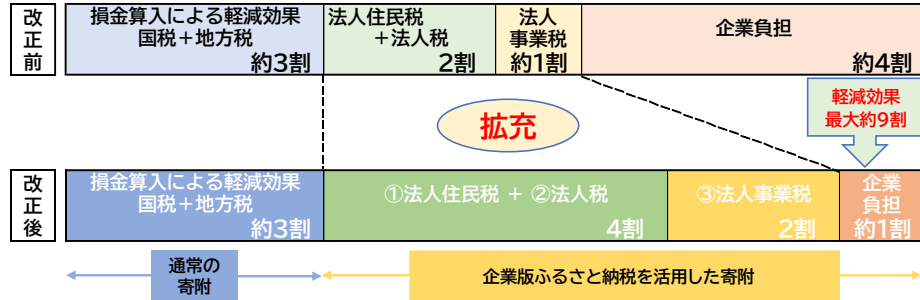 改正前
損金算入による軽減効果
国税＋地方税
約3割
法人住民税
＋法人税
2割
法人
事業税
約1割
企業負担
約4割
拡充
軽減効果
最大約9割
改正後
損金算入による軽減効果
国税＋地方税
約3割
①法人住民税 ＋ ②法人税
4割
③法人事業税
2割
企業
負担
約1割
通常の
寄附
企業版ふるさと納税を活用した寄附